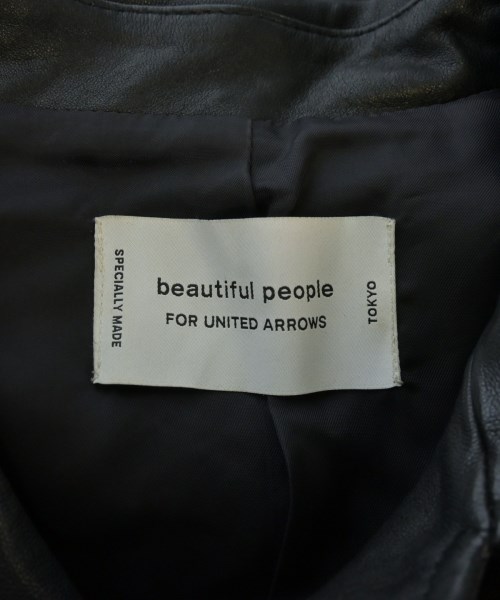 SPECIALLY MADE
beautiful people
FOR UNITED ARROWS
TOKYO